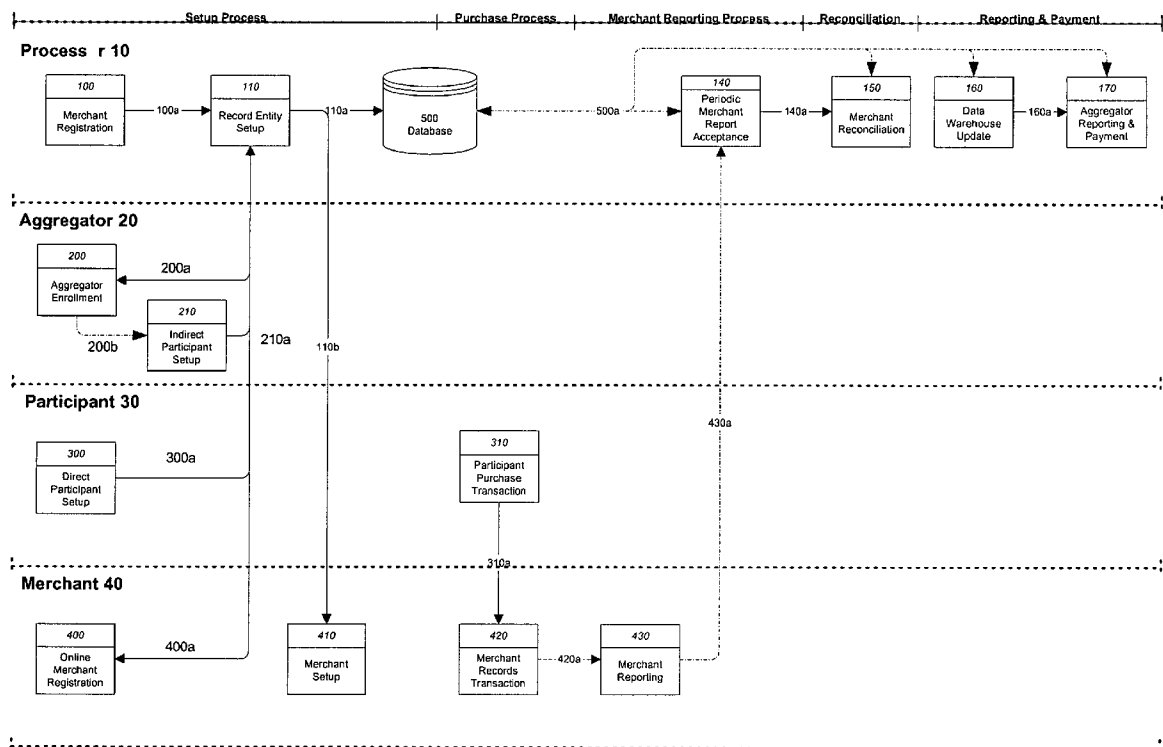 Setup Process Purchase Process Merchant Reporting Process Reconciliation Reporting & Payment
Process r 10
100
Merchant
Registration
100a
110
Record Entity
Setup
110a
500
Database
500a
140
Periodic
Merchant
Report
Acceptance
140a
150
Merchant
Reconciliation
160
Data
Warehouse
Update
160a
170
Aggregator
Reporting &
Payment
Aggregator 20
200
Aggregator
Enrollment
200a
200b
210
Indirect
Participant
Setup
210a
110b
Participant 30
300
Direct
Participant
Setup
300a
310
Participant
Purchase
Transaction
430a
310a
Merchant 40
400
Online
Merchant
Registration
400a
410
Merchant
Setup
420
Merchant
Records
Transaction
420a
430
Merchant
Reporting